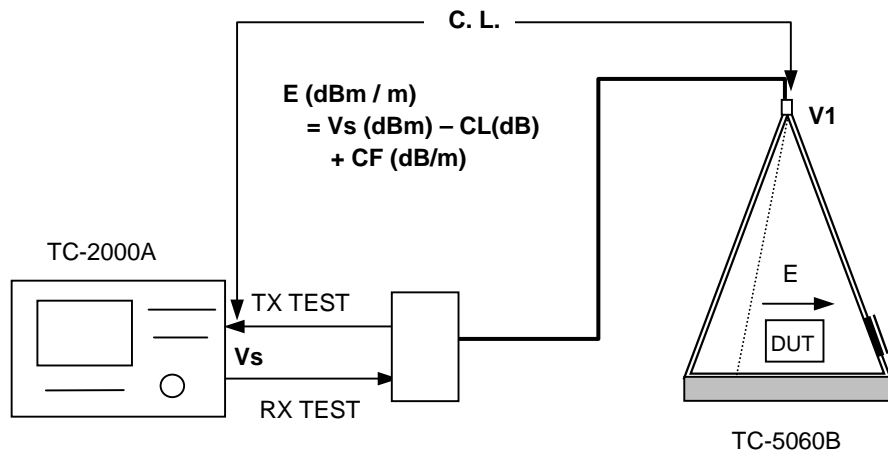 C. L.
E (dBm / m)
= Vs (dBm) – CL(dB)
+ CF (dB/m)
V1
TC-2000A
TX TEST
Vs
RX TEST
E
DUT
TC-5060B